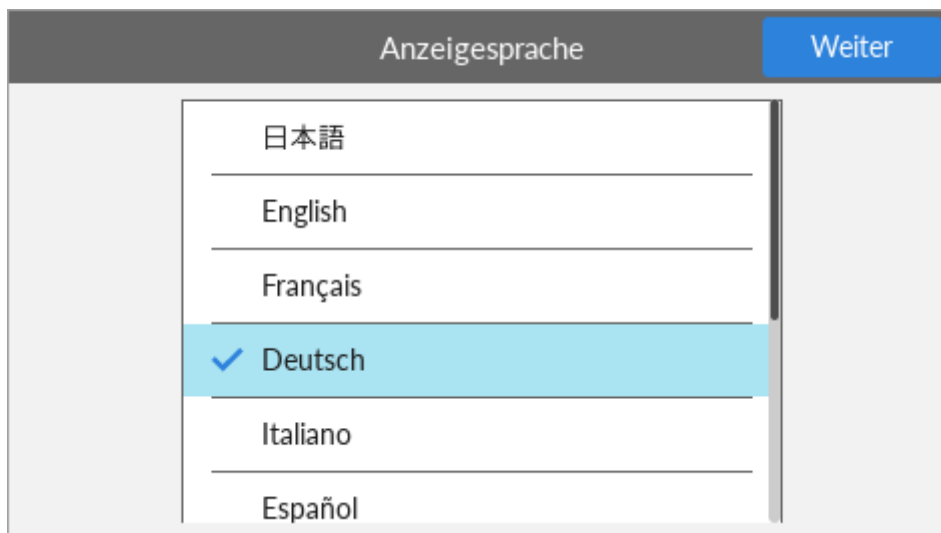 Anzeigesprache
Weiter
日本語
English
Français
Deutsch
Italiano
Español